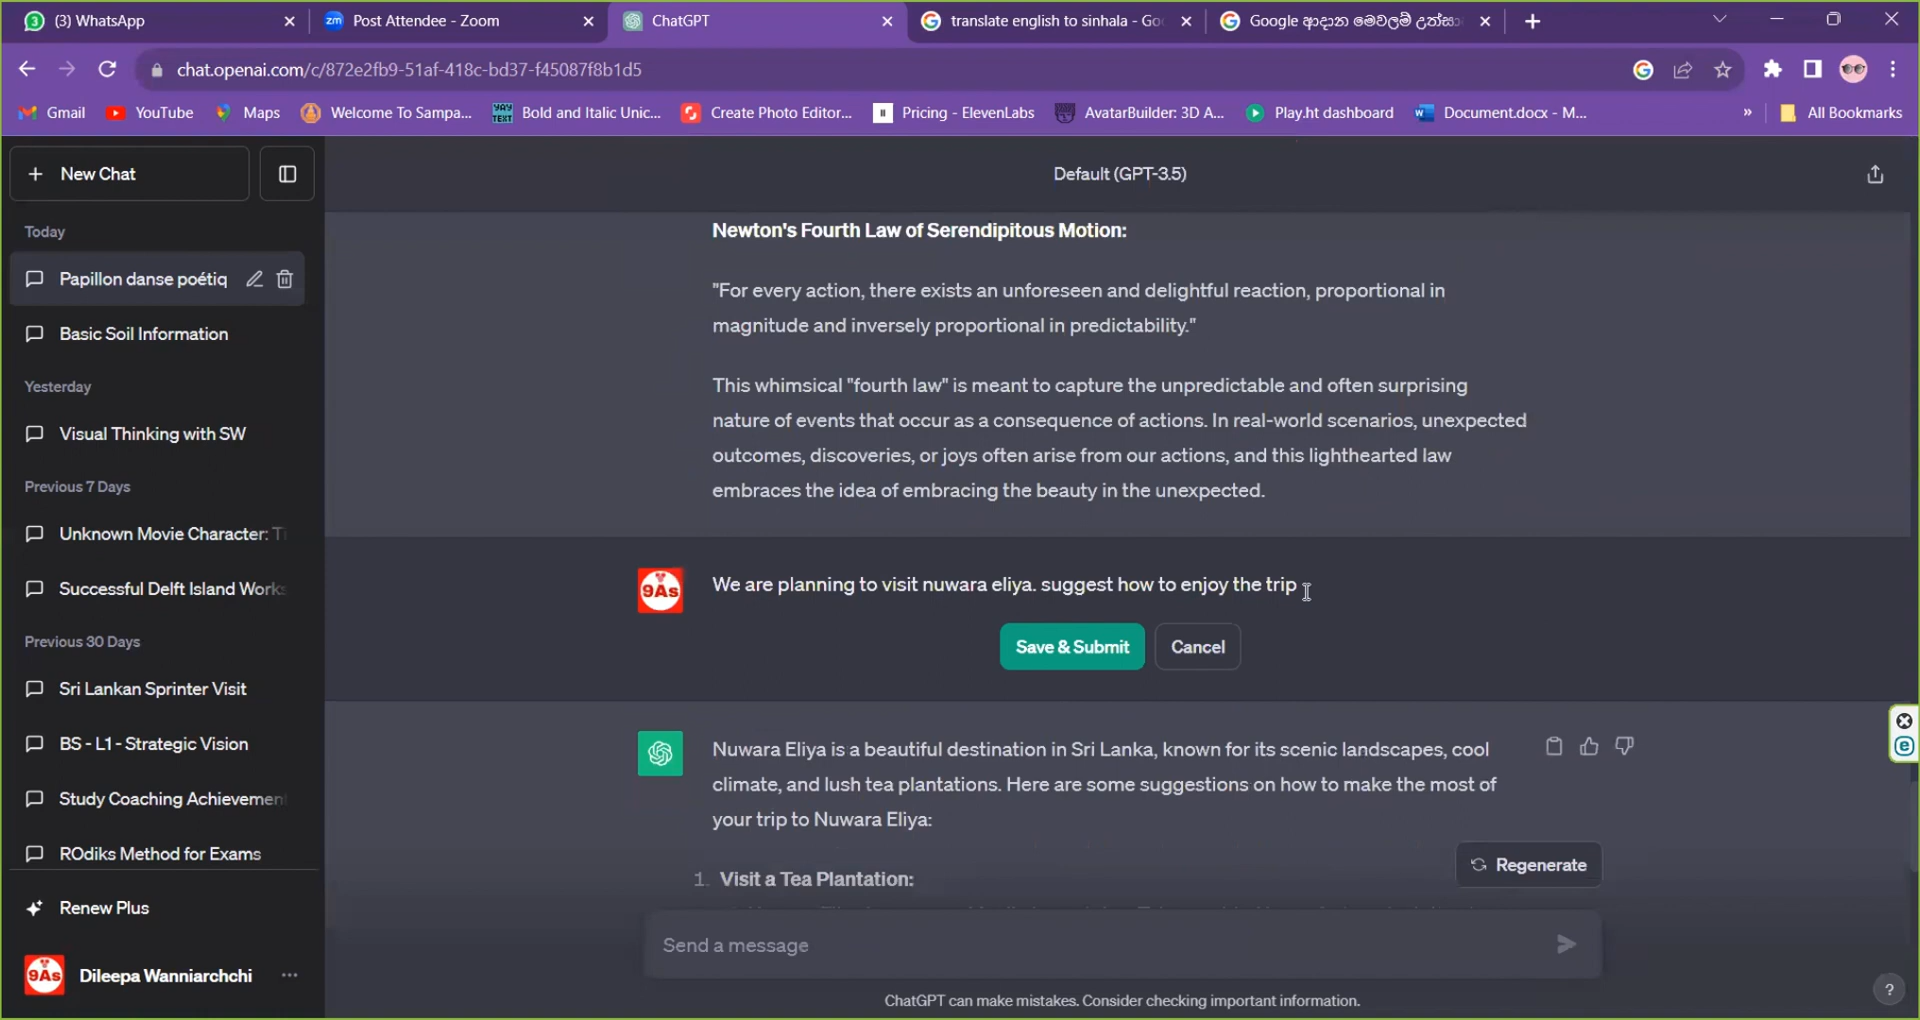 (3) WhatsApp
zm Post Attendee - Zoom
ChatGPT
translate english to sinhala - Go
Google ආදාන මෙවලම් උත්සා
chat.openai.com/c/872e2fb9-51af-418c-bd37-f45087f8b1d5
Gmail
YouTube
Maps
Welcome To Sampa...
YAY TEXT Bold and Italic Unic...
Create Photo Editor...
Pricing - ElevenLabs
AvatarBuilder: 3D A...
Play.ht dashboard
Document.docx - M...
»
All Bookmarks
+ New Chat
Default (GPT-3.5)
Today
Papillon danse poétiq
Basic Soil Information
Yesterday
Visual Thinking with SW
Previous 7 Days
Unknown Movie Character: T
Successful Delft Island Works
Previous 30 Days
Sri Lankan Sprinter Visit
BS - L1 - Strategic Vision
Study Coaching Achievement
ROdiks Method for Exams
Renew Plus
9As Dileepa Wanniarchchi ...
Newton's Fourth Law of Serendipitous Motion:
"For every action, there exists an unforeseen and delightful reaction, proportional in
magnitude and inversely proportional in predictability."
This whimsical "fourth law" is meant to capture the unpredictable and often surprising
nature of events that occur as a consequence of actions. In real-world scenarios, unexpected
outcomes, discoveries, or joys often arise from our actions, and this lighthearted law
embraces the idea of embracing the beauty in the unexpected.
9As We are planning to visit nuwara eliya. suggest how to enjoy the trip
Save & Submit
Cancel
Nuwara Eliya is a beautiful destination in Sri Lanka, known for its scenic landscapes, cool
climate, and lush tea plantations. Here are some suggestions on how to make the most of
your trip to Nuwara Eliya:
1. Visit a Tea Plantation:
Regenerate
Send a message
ChatGPT can make mistakes. Consider checking important information.
?